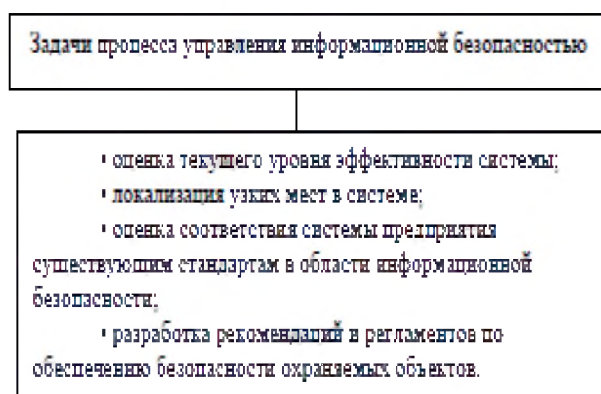 Задачи процесса управления информационной безопасностью
• оценка текущего уровня эффективности системы;
• локализация узких мест в системе;
• оценка соответствия системы предприятия
существующим стандартам в области информационной
безопасности;
• разработка рекомендаций и регламентов по
обеспечению безопасности охраняемых объектов.